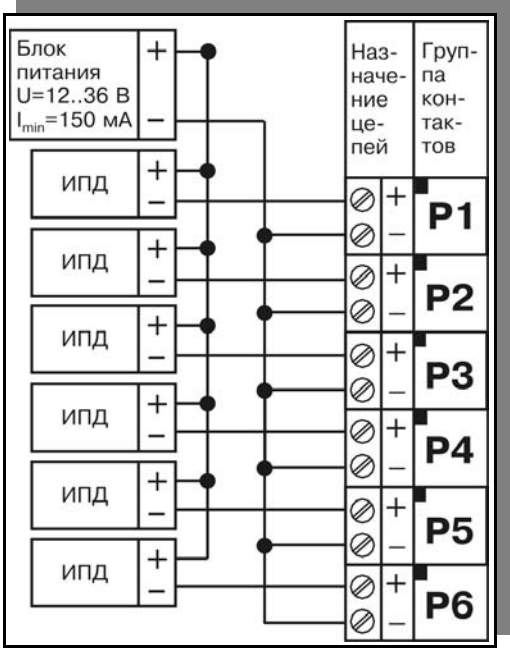 Блок
питания
U=12..36 В
Imin=150 мА
+
−
Наз-
наче-
ние
це-
пей
Груп-
па
кон-
так-
тов
ИПД
+
−
+
−
P1
ИПД
+
−
+
−
P2
ИПД
+
−
+
−
P3
ИПД
+
−
+
−
P4
ИПД
+
−
+
−
P5
ИПД
+
−
+
−
P6